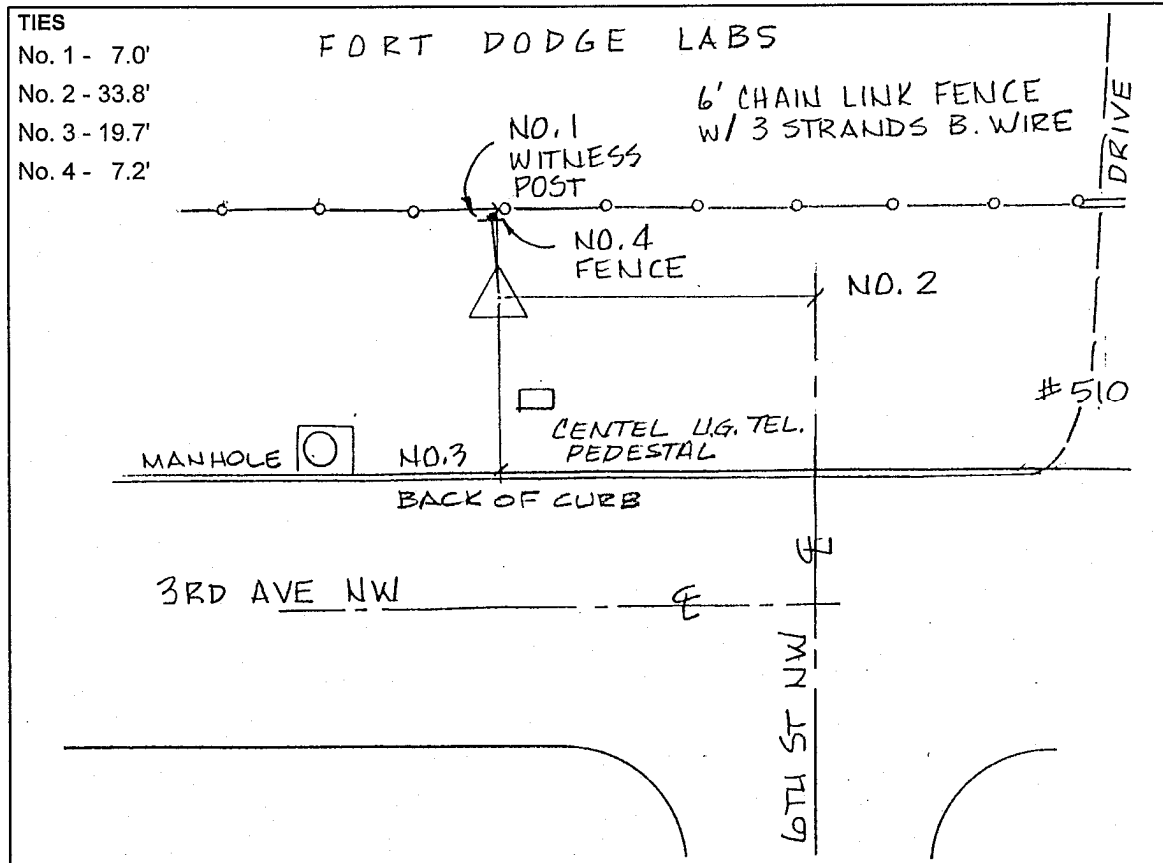 TIES
No. 1 - 7.0'
No. 2 - 33.8'
No. 3 - 19.7'
No. 4 - 7.2'
FORT DODGE LABS
6' CHAIN LINK FENCE
W/ 3 STRANDS B. WIRE
DRIVE
NO. 1
WITNESS
POST
NO. 4
FENCE
NO. 2
#510
CENTEL U.G. TEL.
PEDESTAL
MANHOLE
NO. 3
BACK OF CURB
℄
3RD AVE NW
℄
6TH ST NW